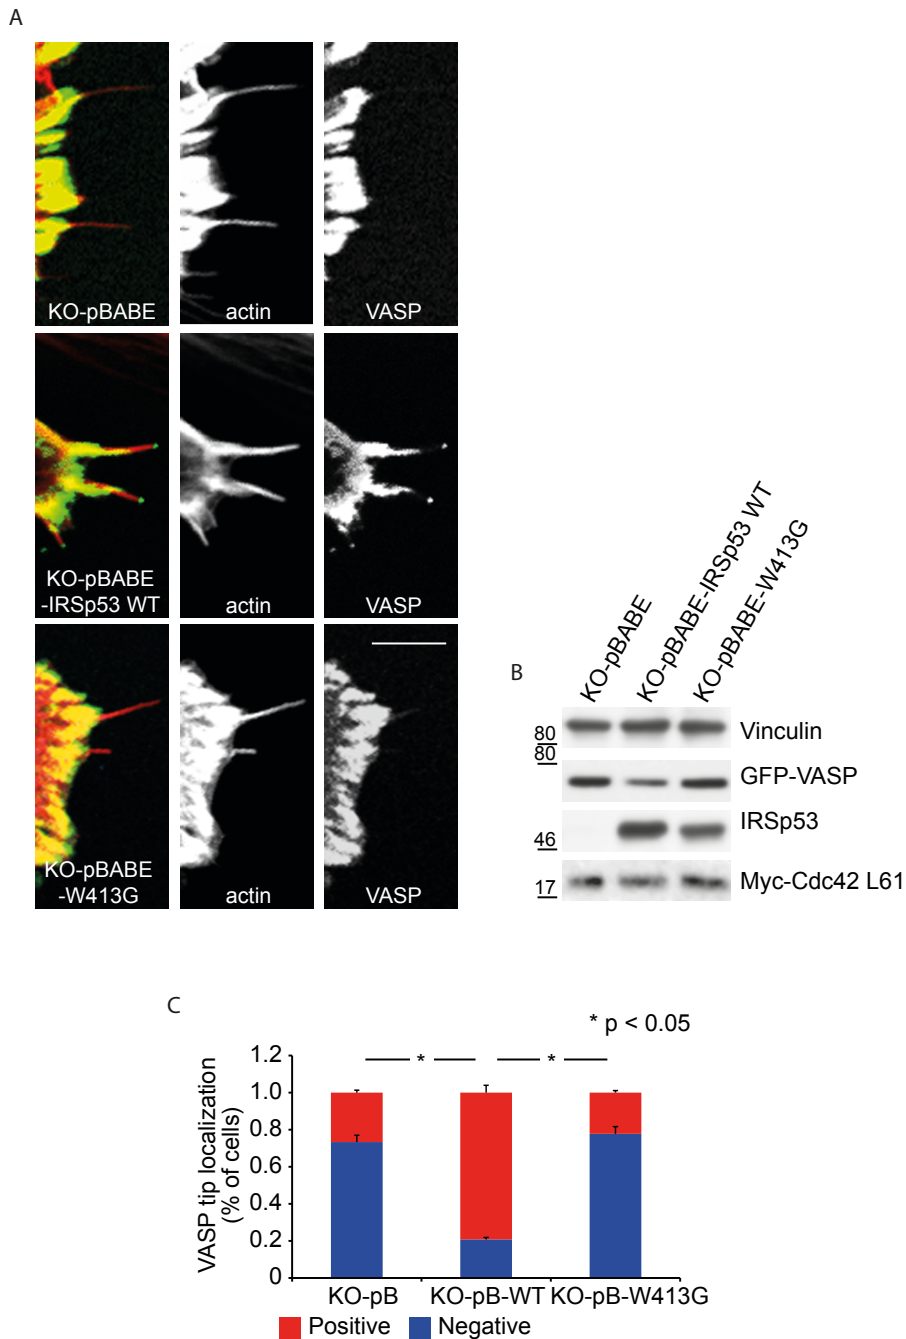 A
KO-pBABE
actin
VASP
KO-pBABE
-IRSp53 WT
actin
VASP
KO-pBABE
-W413G
actin
VASP
B
KO-pBABE
KO-pBABE-IRSp53 WT
KO-pBABE-W413G
80
Vinculin
80
GFP-VASP
IRSp53
46
Myc-Cdc42 L61
17
C
* p < 0.05
* *
VASP tip localization
(% of cells)
1.2
1.0
0.8
0.6
0.4
0.2
0
KO-pB KO-pB-WT KO-pB-W413G
Positive Negative